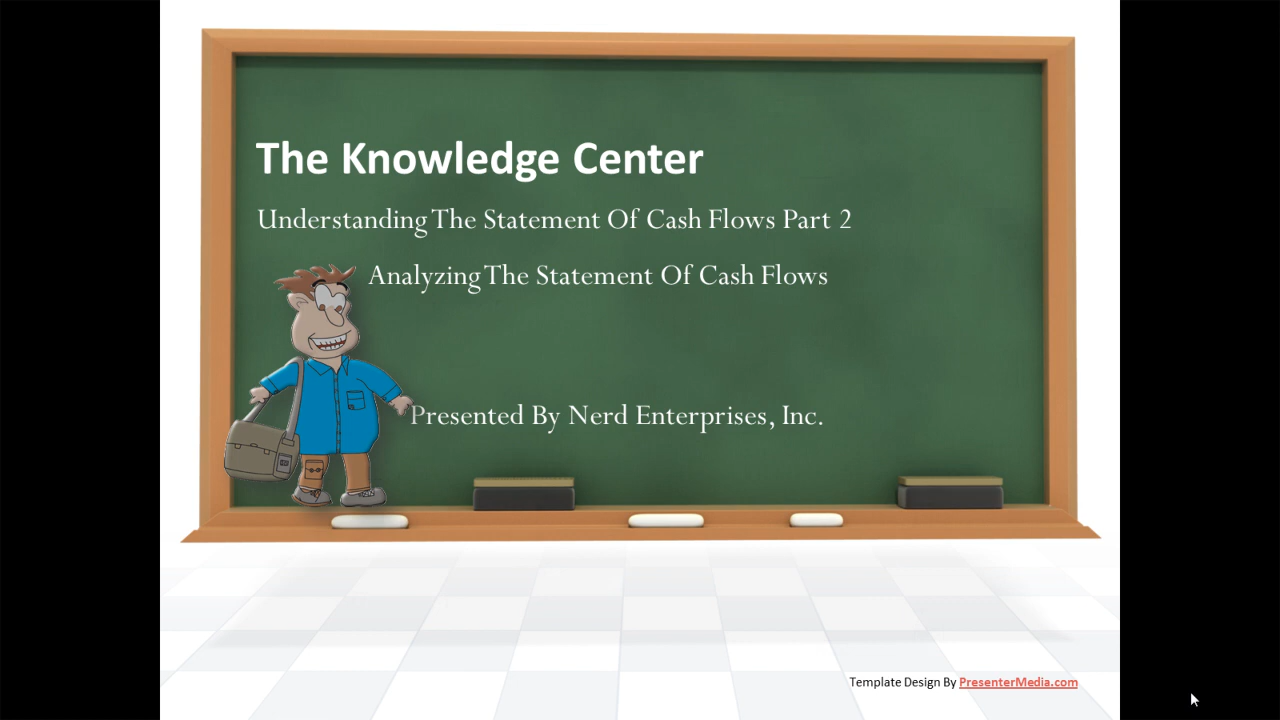 The Knowledge Center
Understanding The Statement Of Cash Flows Part 2
Analyzing The Statement Of Cash Flows
Presented By Nerd Enterprises, Inc.
Template Design By PresenterMedia.com